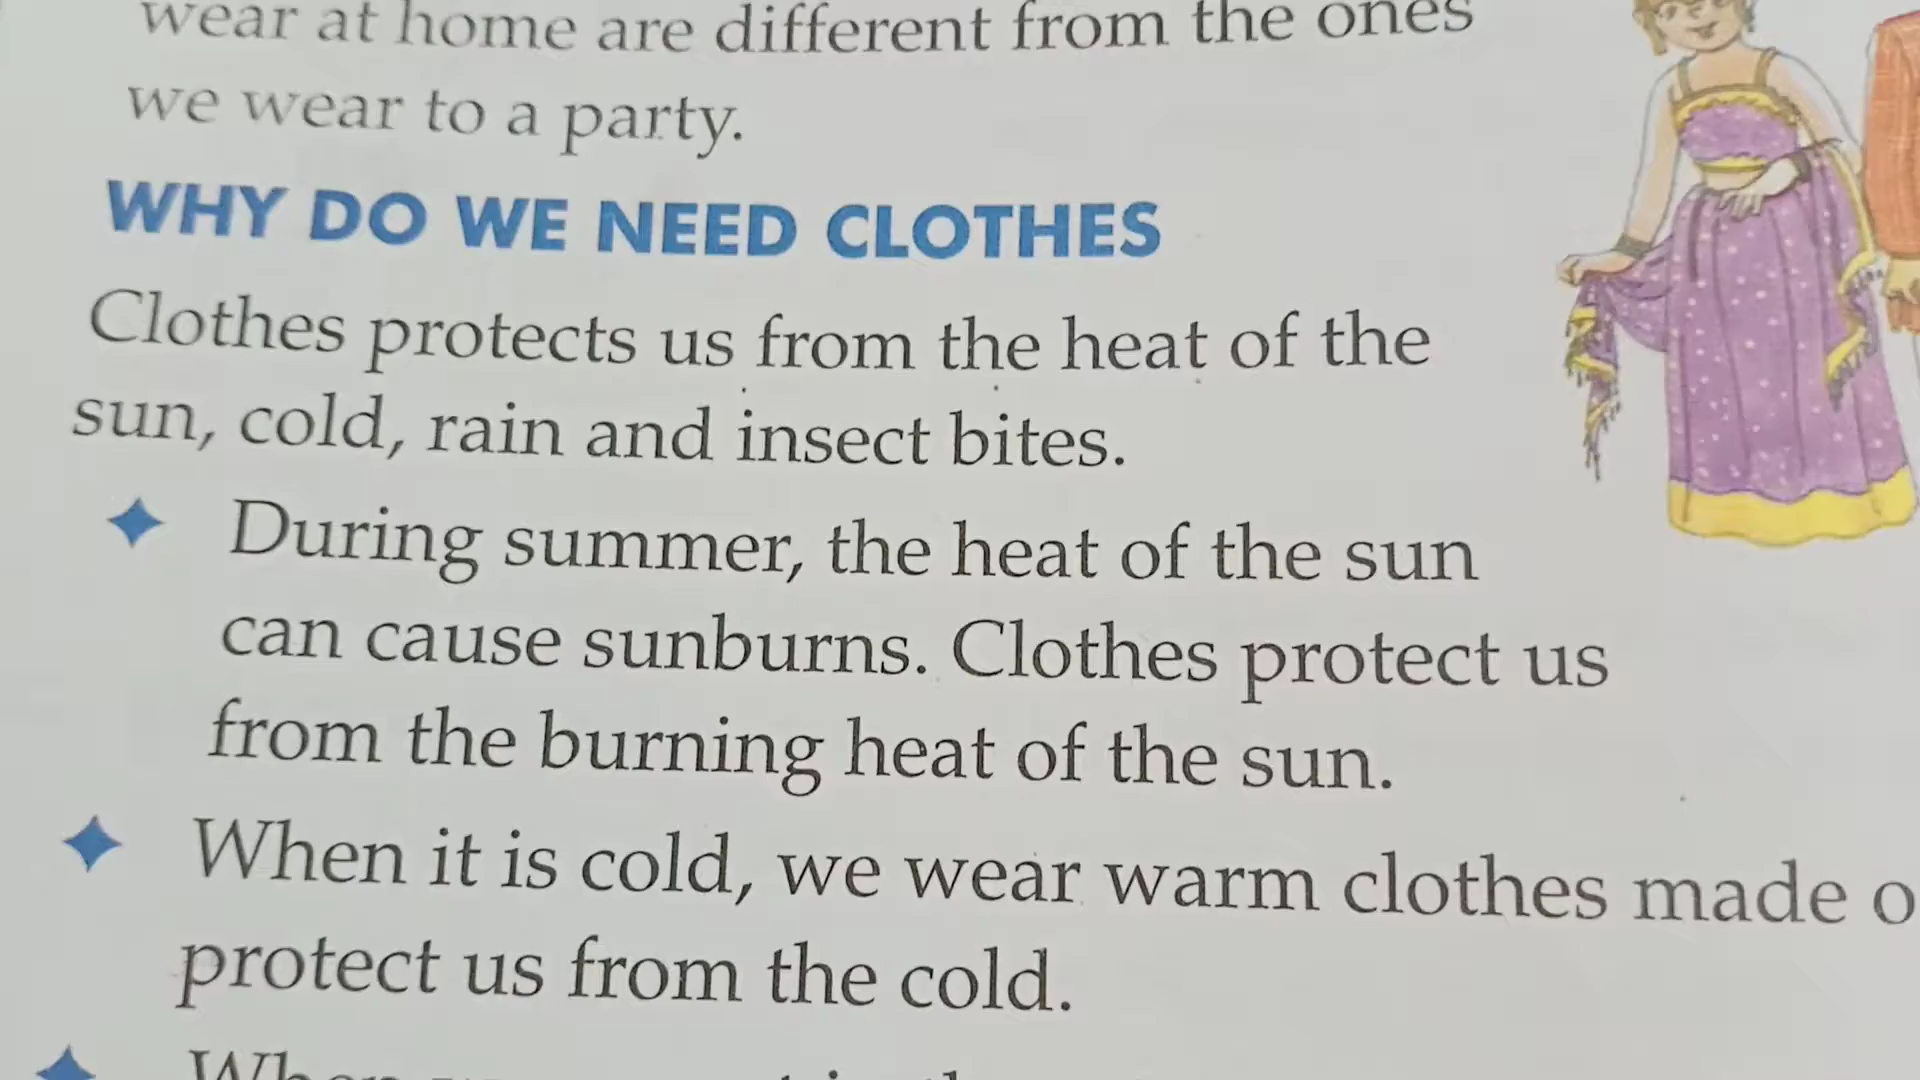 wear at home are different from the ones
we wear to a party.
WHY DO WE NEED CLOTHES
Clothes protects us from the heat of the
sun, cold, rain and insect bites.
During summer, the heat of the sun
can cause sunburns. Clothes protect us
from the burning heat of the sun.
When it is cold, we wear warm clothes made
protect us from the cold.